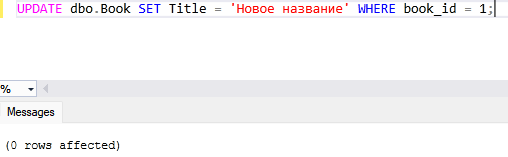 UPDATE dbo.Book SET Title = 'Новое название' WHERE book_id = 1;
%
Messages
(0 rows affected)